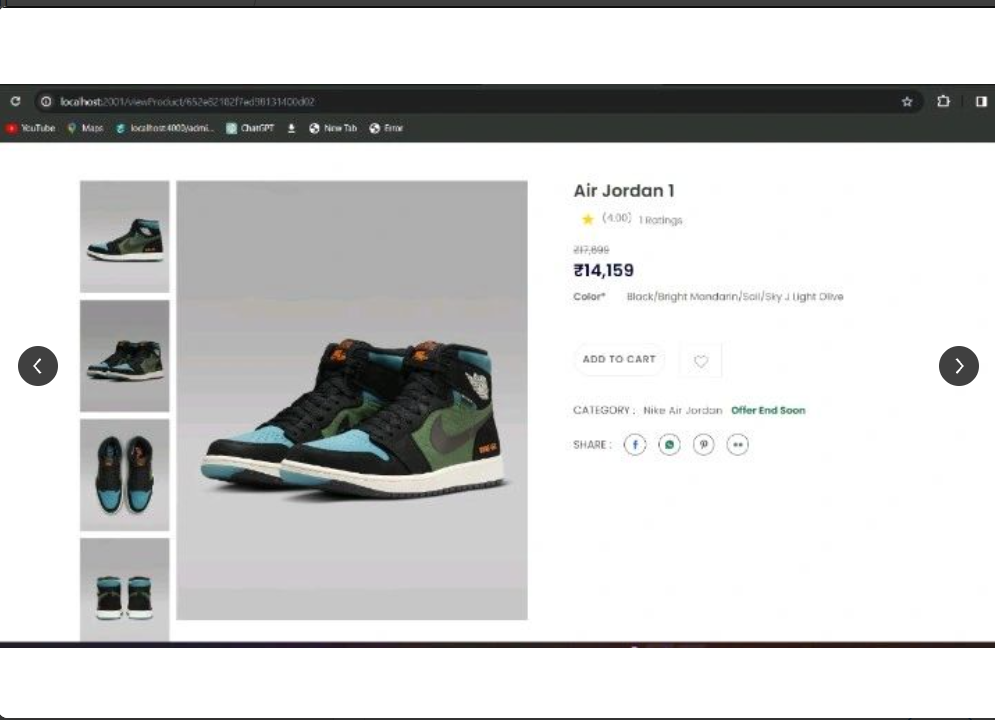 localhost:2001/viewProduct/652e82182f7ed98131400d02
YouTube Maps localhost:4000/admi... ChatGPT New Tab Error
Air Jordan 1
(4.00) 1 Ratings
₹17,699
₹14,159
Color* Black/Bright Mandarin/Sail/Sky J Light Olive
ADD TO CART
CATEGORY : Nike Air Jordan Offer End Soon
SHARE :